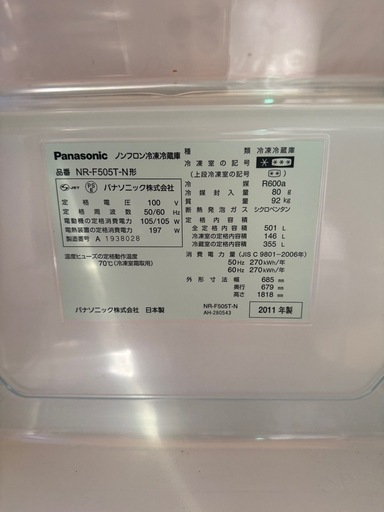 Panasonic ノンフロン冷凍冷蔵庫
品番 NR-F505T-N形
JET PSE パナソニック株式会社
定格電圧 100 V
定格周波数 50/60 Hz
電動機の定格消費電力 105/105 W
電熱装置の定格消費電力 197 W
製造番号 A 1938028
温度ヒューズの定格動作温度
70℃(冷凍室霜取用)
パナソニック株式会社 日本製
種類 冷凍冷蔵庫
冷凍室の記号
(上段冷凍室の記号)
冷媒 R600a
冷媒封入量 80 g
質量 92 kg
断熱発泡ガス シクロペンタン
定格内容積
全定格内容積 501 L
冷凍室の定格内容積 146 L
冷蔵室の定格内容積 355 L
消費電力量(JIS C 9801-2006年)
50Hz 270 kWh/年
60Hz 270 kWh/年
外形寸法 幅 685 mm
奥行 679 mm
高さ 1818 mm
NR-F505T-N
AH-280543
2011年製